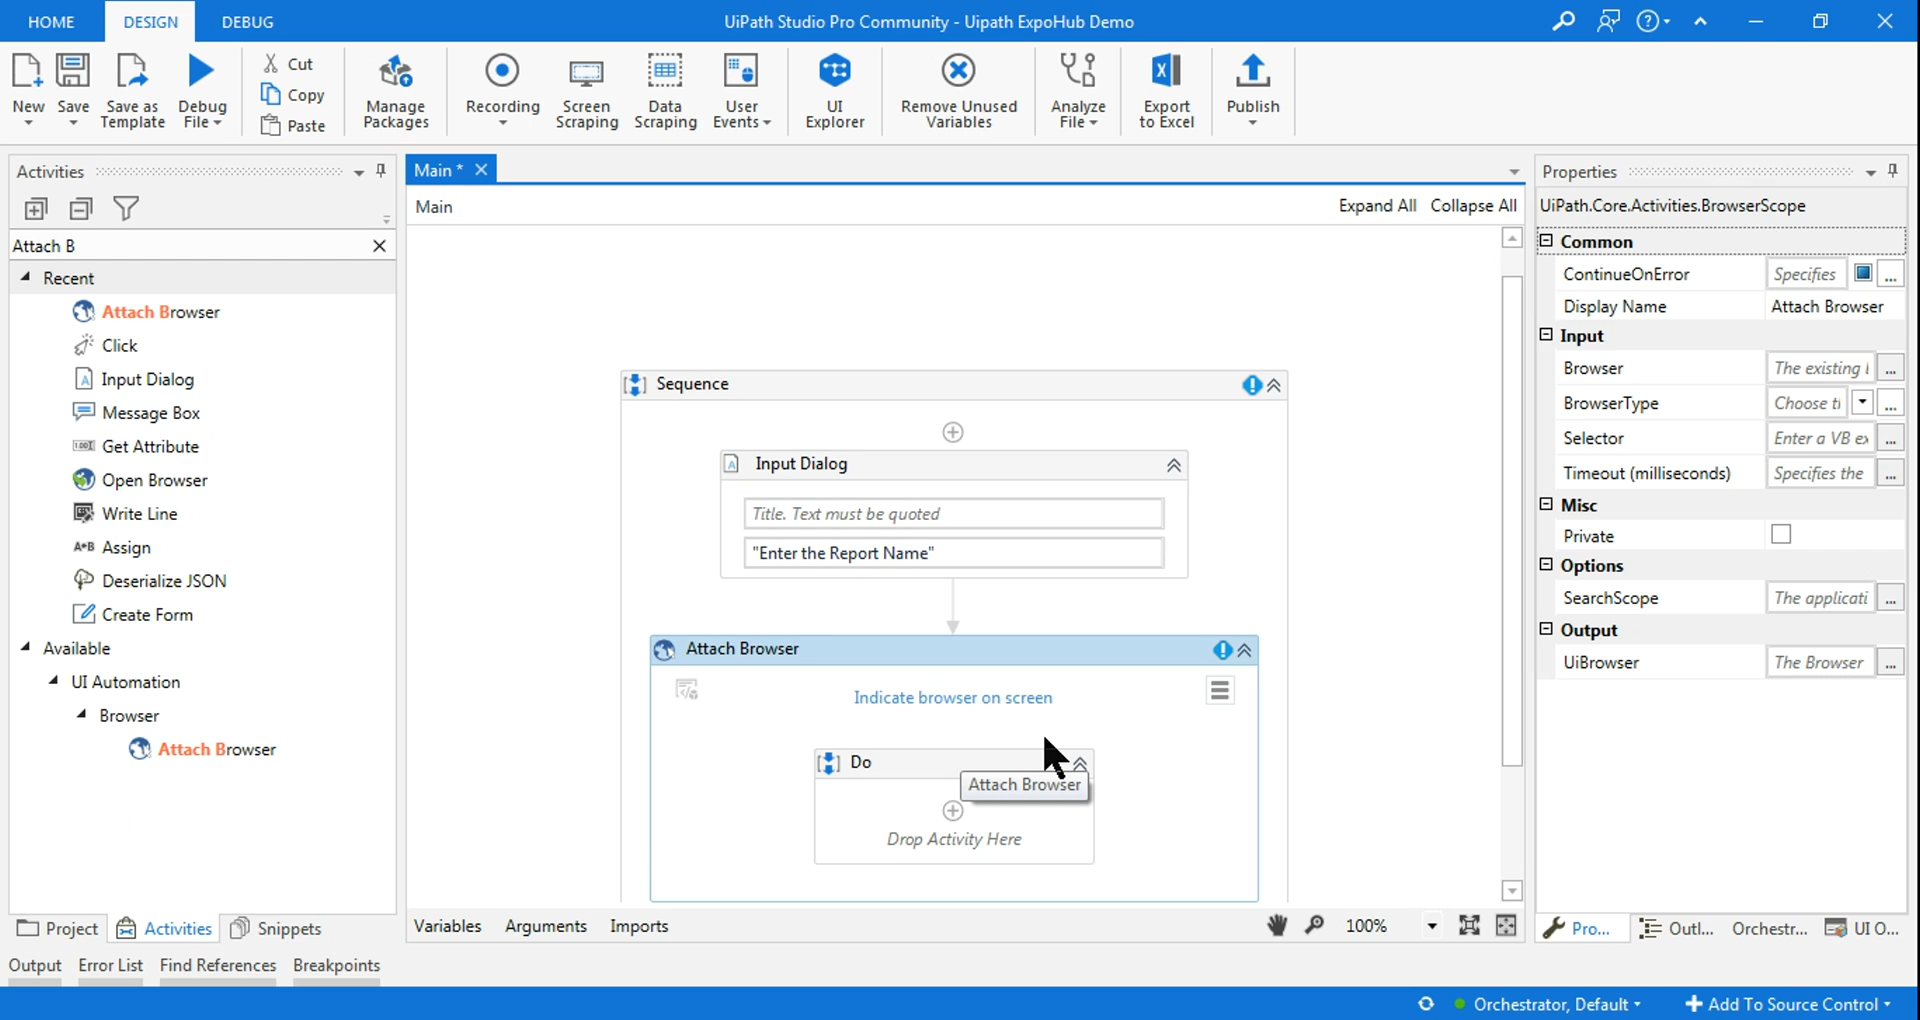 HOME DESIGN DEBUG
UiPath Studio Pro Community - Uipath ExpoHub Demo
New
Save
Save as
Template
Debug
File
Cut
Copy
Paste
Manage
Packages
Recording
Screen
Scraping
Data
Scraping
User
Events
UI
Explorer
Remove Unused
Variables
Analyze
File
Export
to Excel
Publish
Activities
Attach B
Recent
Attach Browser
Click
Input Dialog
Message Box
Get Attribute
Open Browser
Write Line
Assign
Deserialize JSON
Create Form
Available
UI Automation
Browser
Attach Browser
Project Activities Snippets
Main *
Main
Expand All Collapse All
Sequence
Input Dialog
Title. Text must be quoted
"Enter the Report Name"
Attach Browser
Indicate browser on screen
Do
Attach Browser
Drop Activity Here
Variables Arguments Imports
100%
Properties
UiPath.Core.Activities.BrowserScope
Common
ContinueOnError Specifies ...
Display Name Attach Browser
Input
Browser The existing ...
BrowserType Choose ...
Selector Enter a VB ex ...
Timeout (milliseconds) Specifies the ...
Misc
Private
Options
SearchScope The applicati ...
Output
UiBrowser The Browser ...
Pro... Outl... Orchestr... UI O...
Output Error List Find References Breakpoints
Orchestrator, Default
Add To Source Control